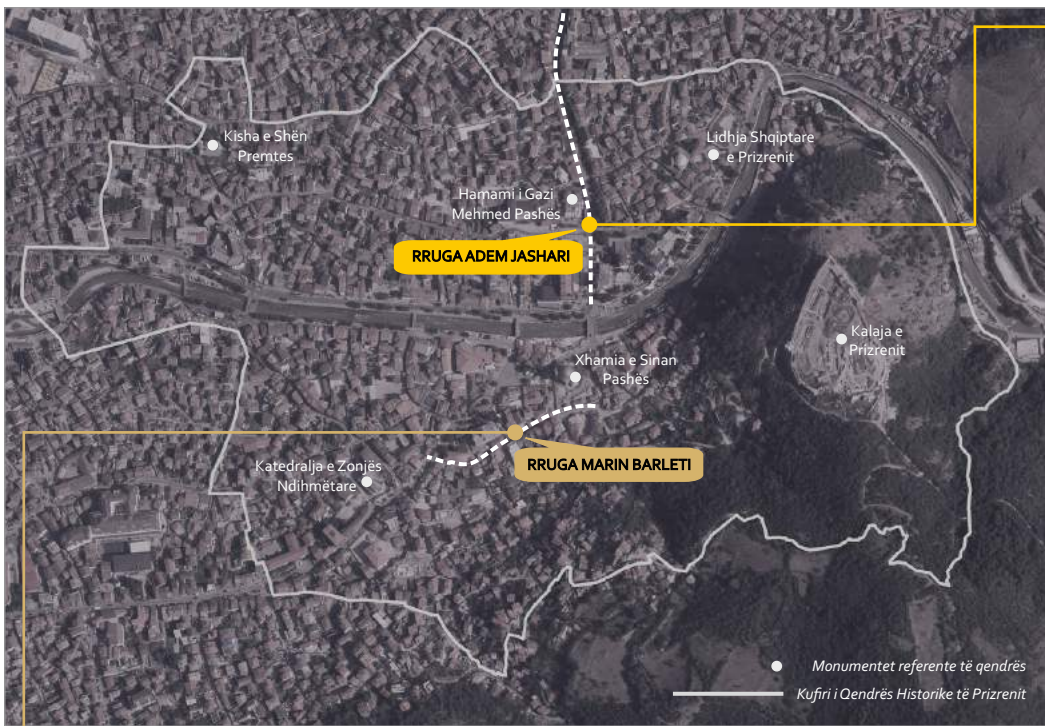 Kisha e Shën
Premtes
Lidhja Shqiptare
e Prizrenit
Hamami i Gazi
Mehmed Pashës
RRUGA ADEM JASHARI
Kalaja e
Prizrenit
Xhamia e Sinan
Pashës
RRUGA MARIN BARLETI
Katedralja e Zonjës
Ndihmëtare
Monumentet referente të qendrës
Kufiri i Qendrës Historike të Prizrenit